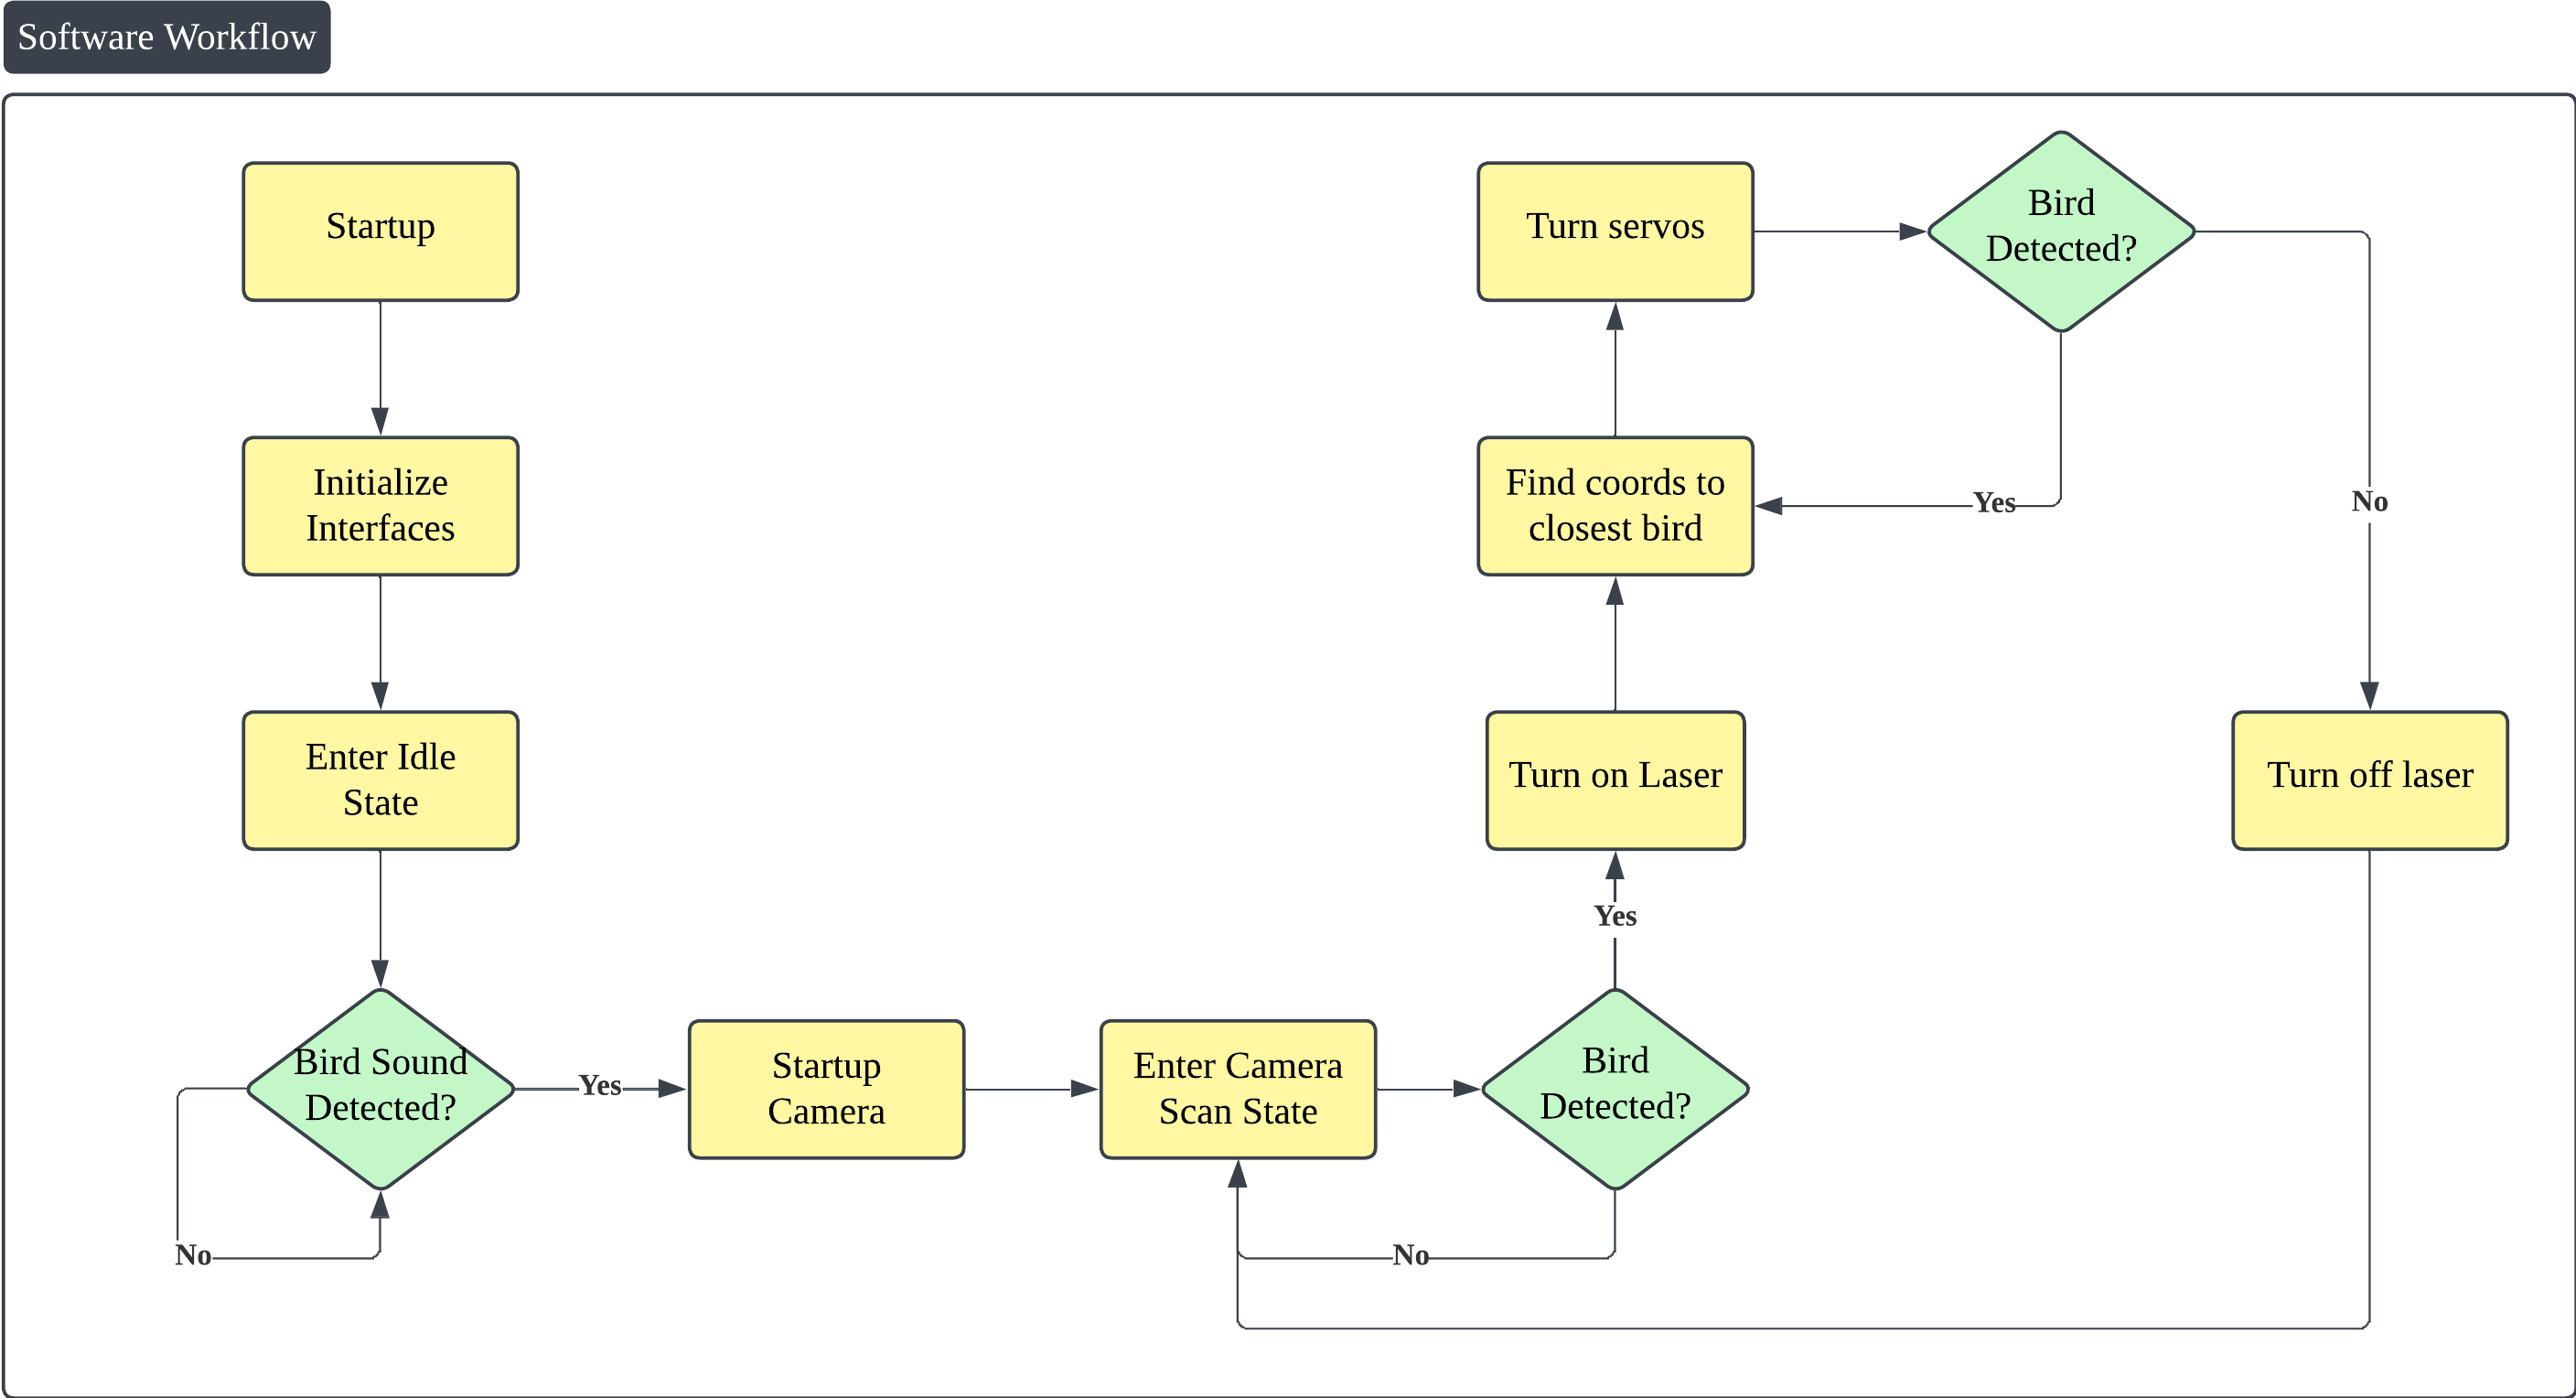 Software Workflow
Startup
Initialize
Interfaces
Enter Idle
State
Bird Sound
Detected?
No
Yes
Startup
Camera
Enter Camera
Scan State
Bird
Detected?
No
Yes
Turn on Laser
Find coords to
closest bird
Turn servos
Bird
Detected?
Yes
No
Turn off laser